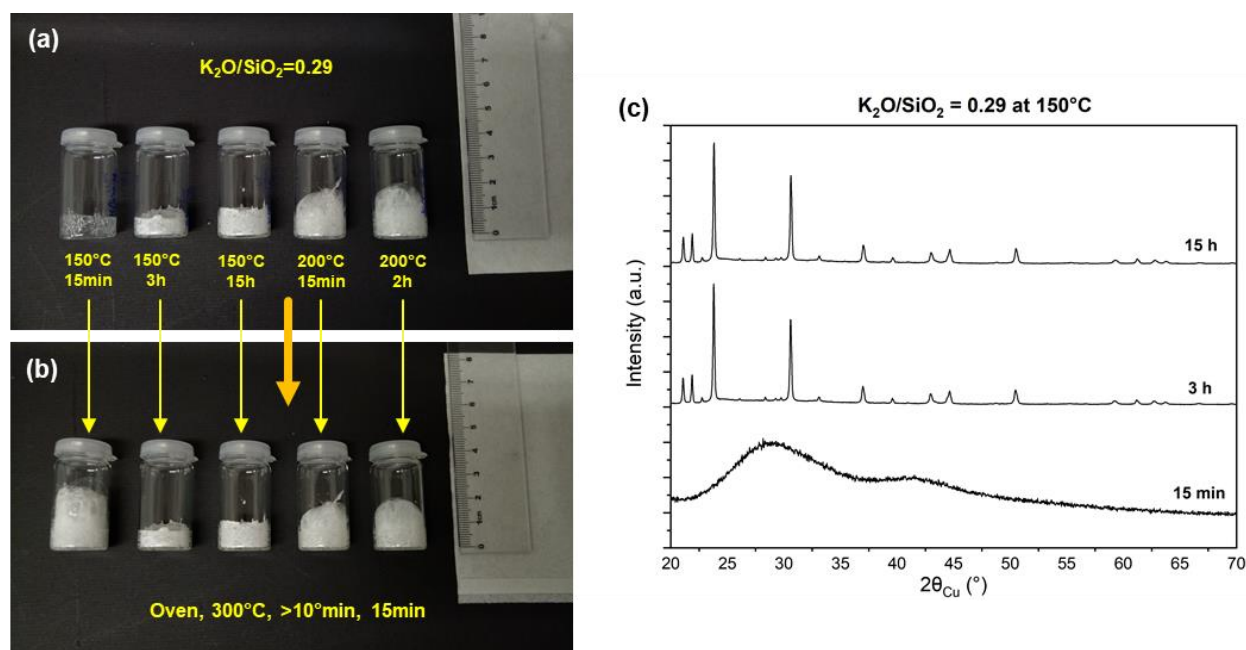 (a)
K₂O/SiO₂=0.29
150°C 150°C 150°C 200°C 200°C
15min 3h 15h 15min 2h
(b)
Oven, 300°C, >10°min, 15min
(c)
K₂O/SiO₂ = 0.29 at 150°C
Intensity (a.u.)
15 h
3 h
15 min
20 25 30 35 40 45 50 55 60 65 70
2θCu (°)